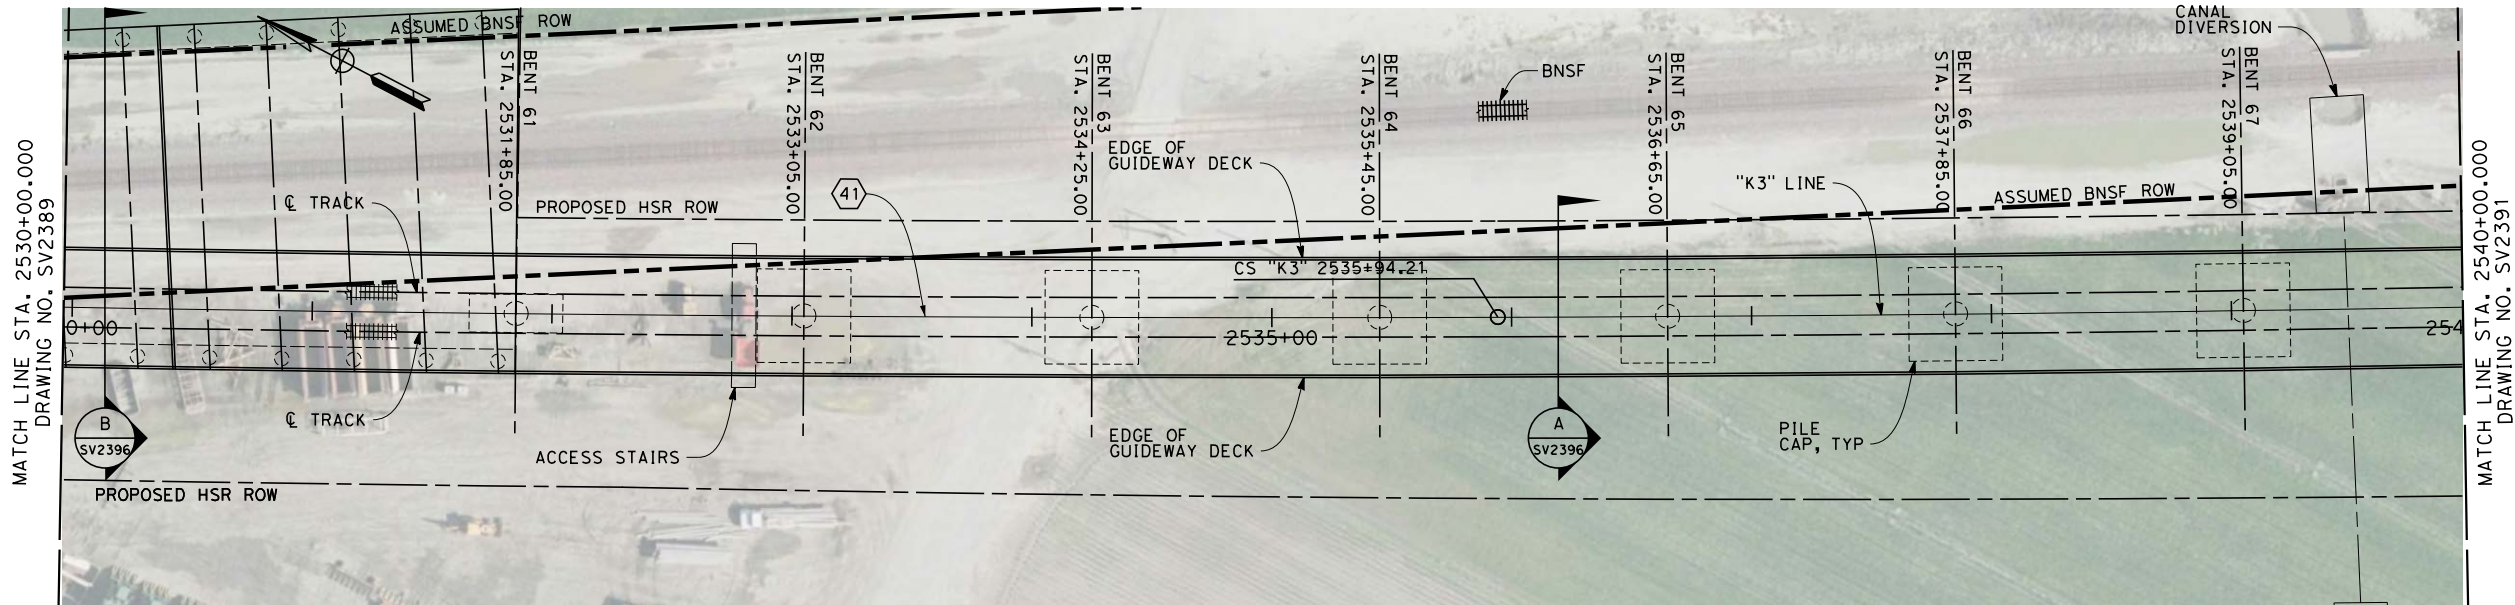 ASSUMED BNSF ROW
CANAL
DIVERSION
BENT 61
STA. 2531+85.00
BENT 62
STA. 2533+05.00
BENT 63
STA. 2534+25.00
BENT 64
STA. 2535+45.00
BENT 65
STA. 2536+65.00
BENT 66
STA. 2537+85.00
BENT 67
STA. 2539+05.00
BNSF
EDGE OF
GUIDEWAY DECK
"K3" LINE
ASSUMED BNSF ROW
℄ TRACK
PROPOSED HSR ROW
41
CS "K3" 2535+94.21
0+00
2535+00
254
℄ TRACK
ACCESS STAIRS
EDGE OF
GUIDEWAY DECK
PILE
CAP, TYP
B
SV2396
A
SV2396
PROPOSED HSR ROW
MATCH LINE STA. 2530+00.000
DRAWING NO. SV2389
MATCH LINE STA. 2540+00.000
DRAWING NO. SV2391